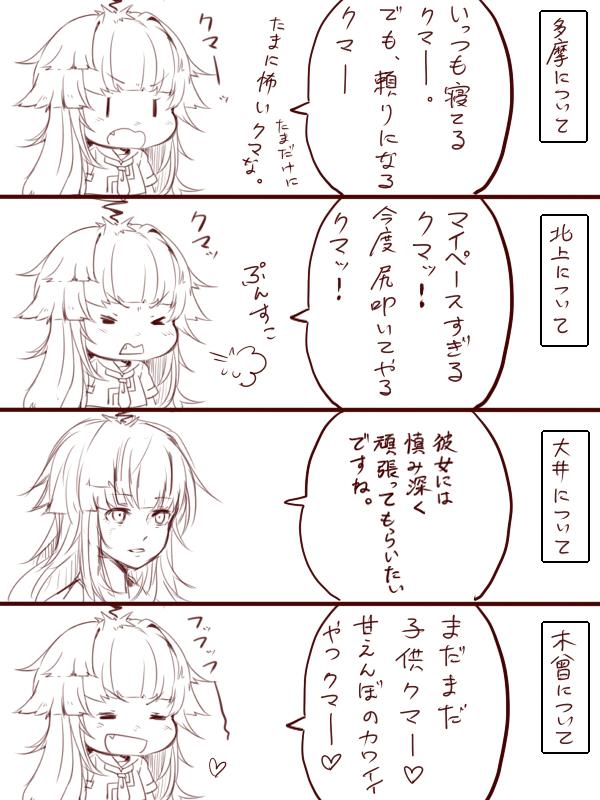 多摩について
いっつも寝てる
クマー。
でも、頼りになる
クマー
たまに怖いクマな。
たまだけに
クマーッ
北上について
マイペースすぎる
クマッ!
今度尻叩いてやる
クマッ!
ぷんすこ
クマッ
大井について
彼女には
慎み深く
頑張ってもらいたい
ですね。
木曾について
まだまだ
子供クマー♡
甘えんぼのカワイイ
やつクマー♡
フッフッフッ
♡